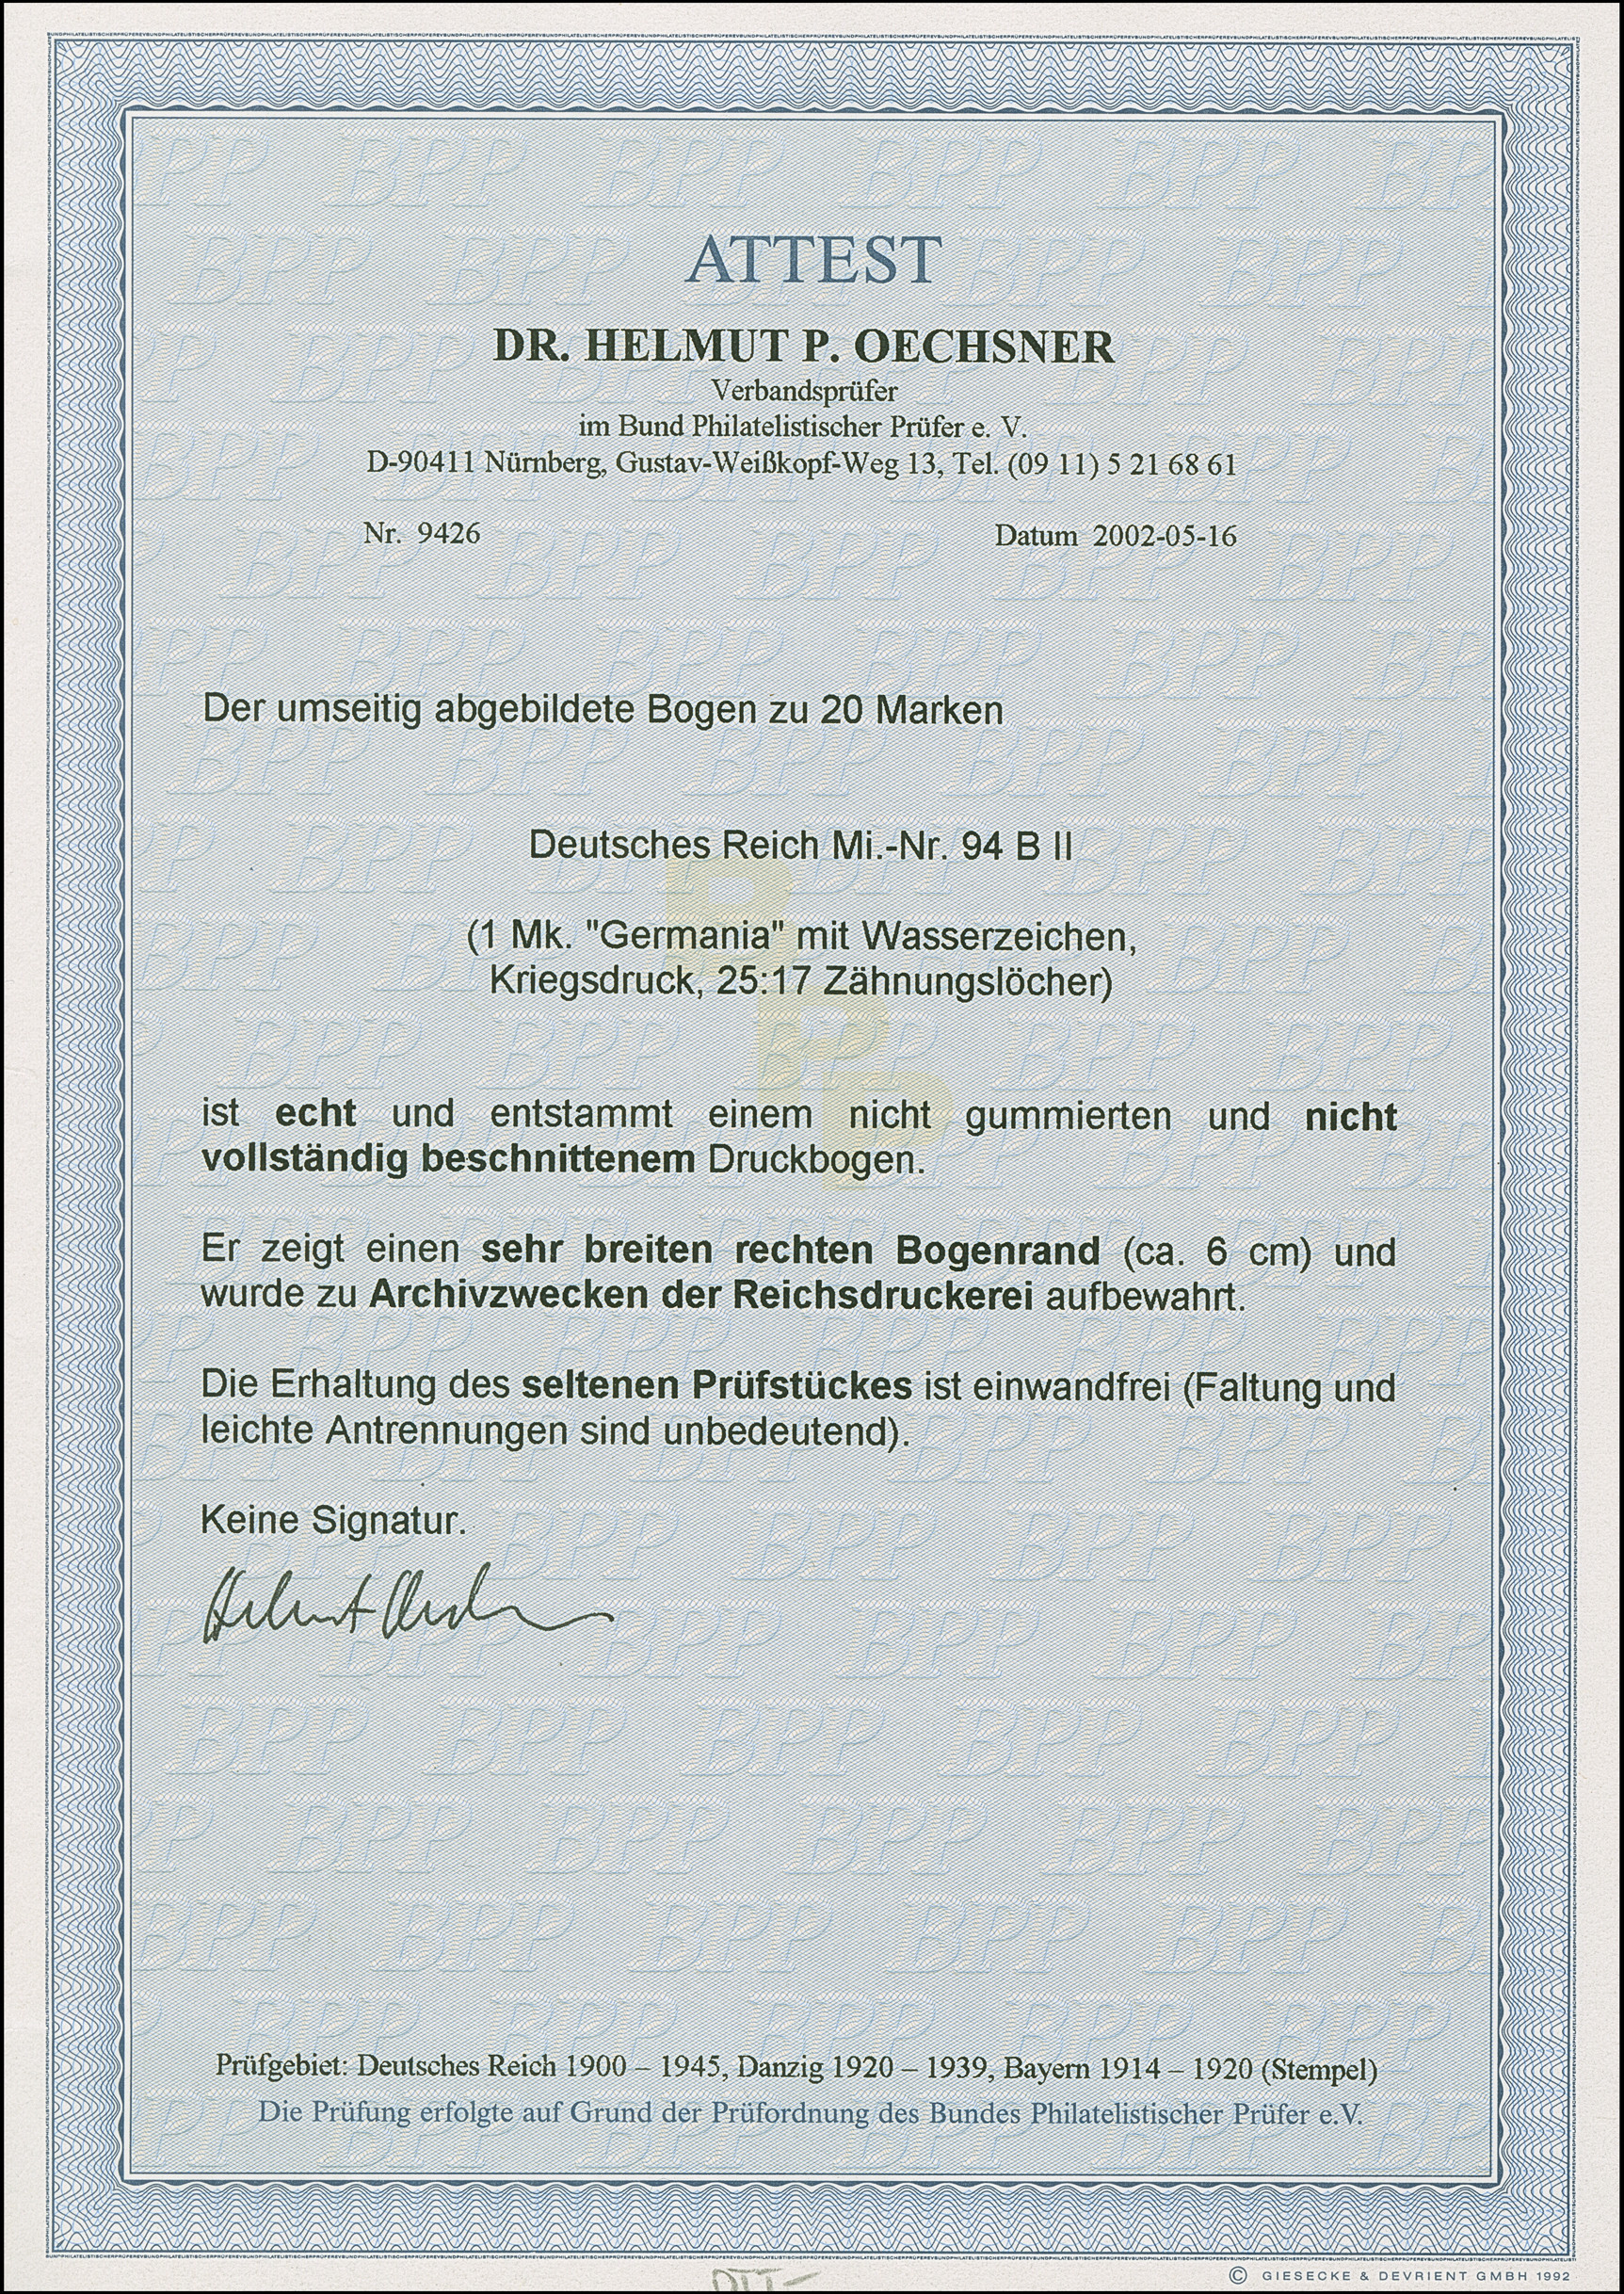 ATTEST
DR. HELMUT P. OECHSNER
Verbandsprüfer
im Bund Philatelistischer Prüfer e. V.
D-90411 Nürnberg, Gustav-Weißkopf-Weg 13, Tel. (09 11) 5 21 68 61
Nr. 9426 Datum 2002-05-16
Der umseitig abgebildete Bogen zu 20 Marken
Deutsches Reich Mi.-Nr. 94 B II
(1 Mk. "Germania" mit Wasserzeichen,
Kriegsdruck, 25:17 Zähnungslöcher)
ist echt und entstammt einem nicht gummierten und nicht
vollständig beschnittenem Druckbogen.
Er zeigt einen sehr breiten rechten Bogenrand (ca. 6 cm) und
wurde zu Archivzwecken der Reichsdruckerei aufbewahrt.
Die Erhaltung des seltenen Prüfstückes ist einwandfrei (Faltung und
leichte Antrennungen sind unbedeutend).
Keine Signatur.
Prüfgebiet: Deutsches Reich 1900 – 1945, Danzig 1920 – 1939, Bayern 1914 – 1920 (Stempel)
Die Prüfung erfolgte auf Grund der Prüfordnung des Bundes Philatelistischer Prüfer e.V.
© GIESECKE & DEVRIENT GMBH 1992